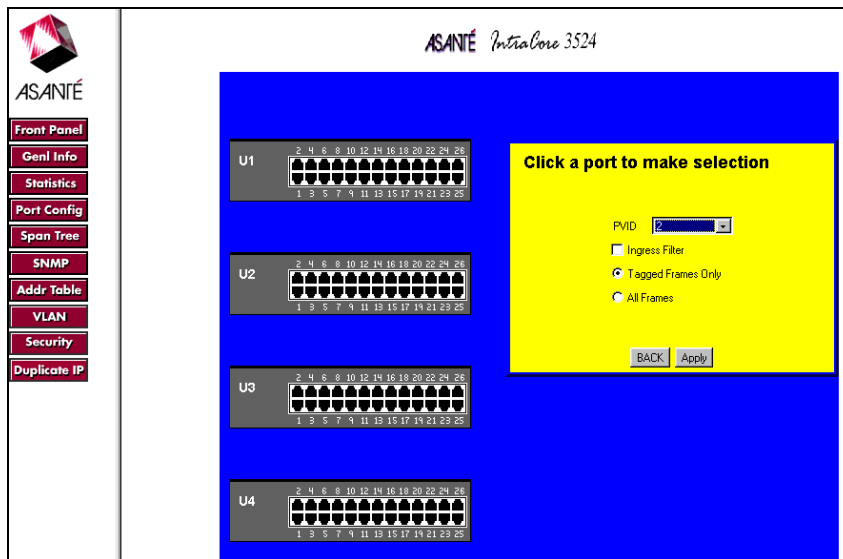 ASANTÉ IntraCore 3524
ASANTÉ
Front Panel
Genl Info
Statistics
Port Config
Span Tree
SNMP
Addr Table
VLAN
Security
Duplicate IP
U1
2 4 6 8 10 12 14 16 18 20 22 24 26
1 3 5 7 9 11 13 15 17 19 21 23 25
U2
2 4 6 8 10 12 14 16 18 20 22 24 26
1 3 5 7 9 11 13 15 17 19 21 23 25
U3
2 4 6 8 10 12 14 16 18 20 22 24 26
1 3 5 7 9 11 13 15 17 19 21 23 25
U4
2 4 6 8 10 12 14 16 18 20 22 24 26
1 3 5 7 9 11 13 15 17 19 21 23 25
Click a port to make selection
PVID 2
Ingress Filter
Tagged Frames Only
All Frames
BACK Apply